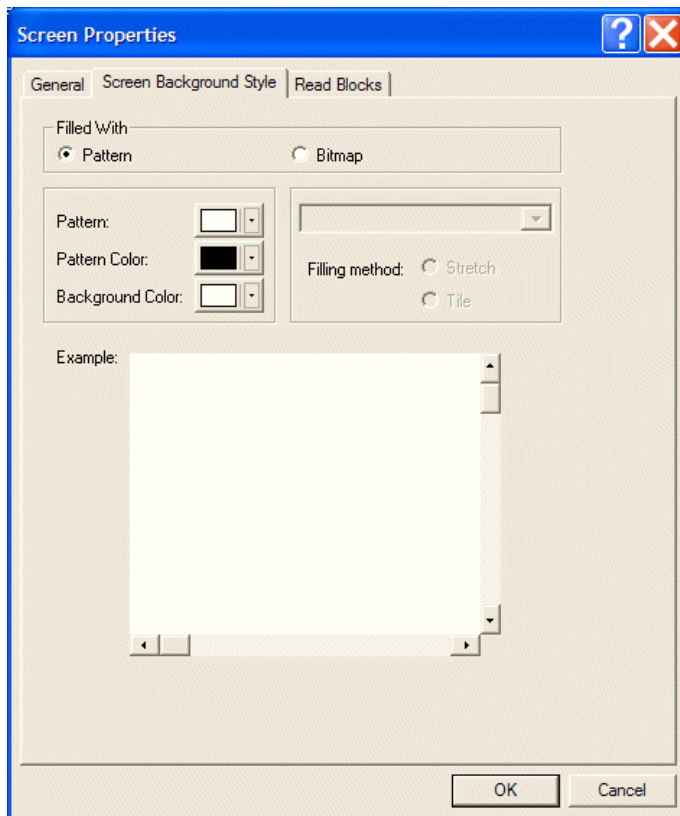 Screen Properties
General Screen Background Style Read Blocks
Filled With
Pattern Bitmap
Pattern:
Pattern Color:
Background Color:
Filling method: Stretch
Tile
Example:
OK Cancel